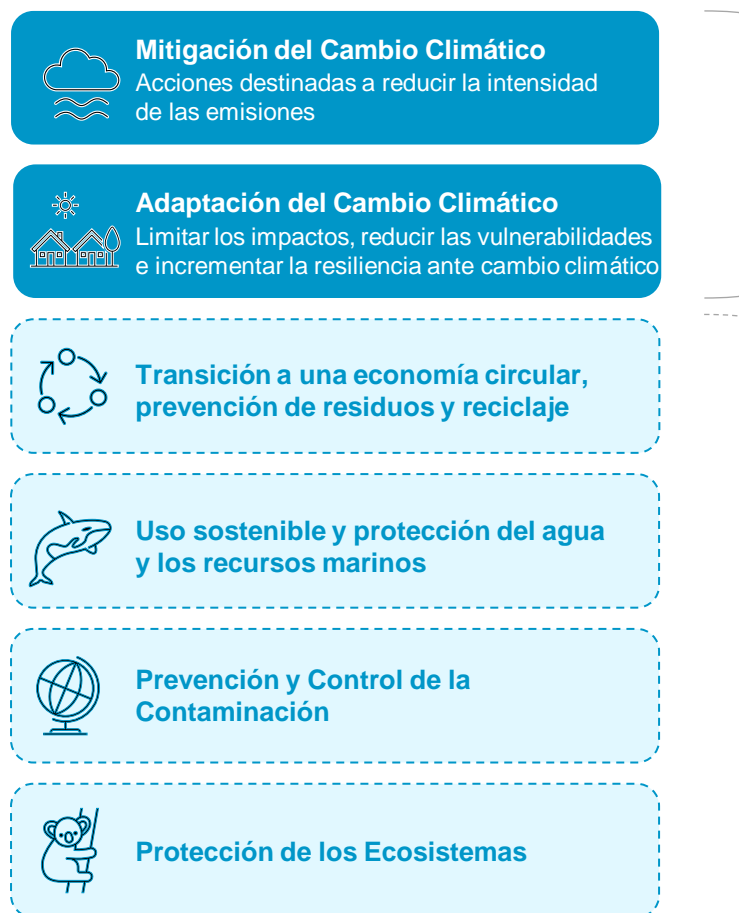 Mitigación del Cambio Climático
Acciones destinadas a reducir la intensidad
de las emisiones
Adaptación del Cambio Climático
Limitar los impactos, reducir las vulnerabilidades
e incrementar la resiliencia ante cambio climático
Transición a una economía circular,
prevención de residuos y reciclaje
Uso sostenible y protección del agua
y los recursos marinos
Prevención y Control de la
Contaminación
Protección de los Ecosistemas